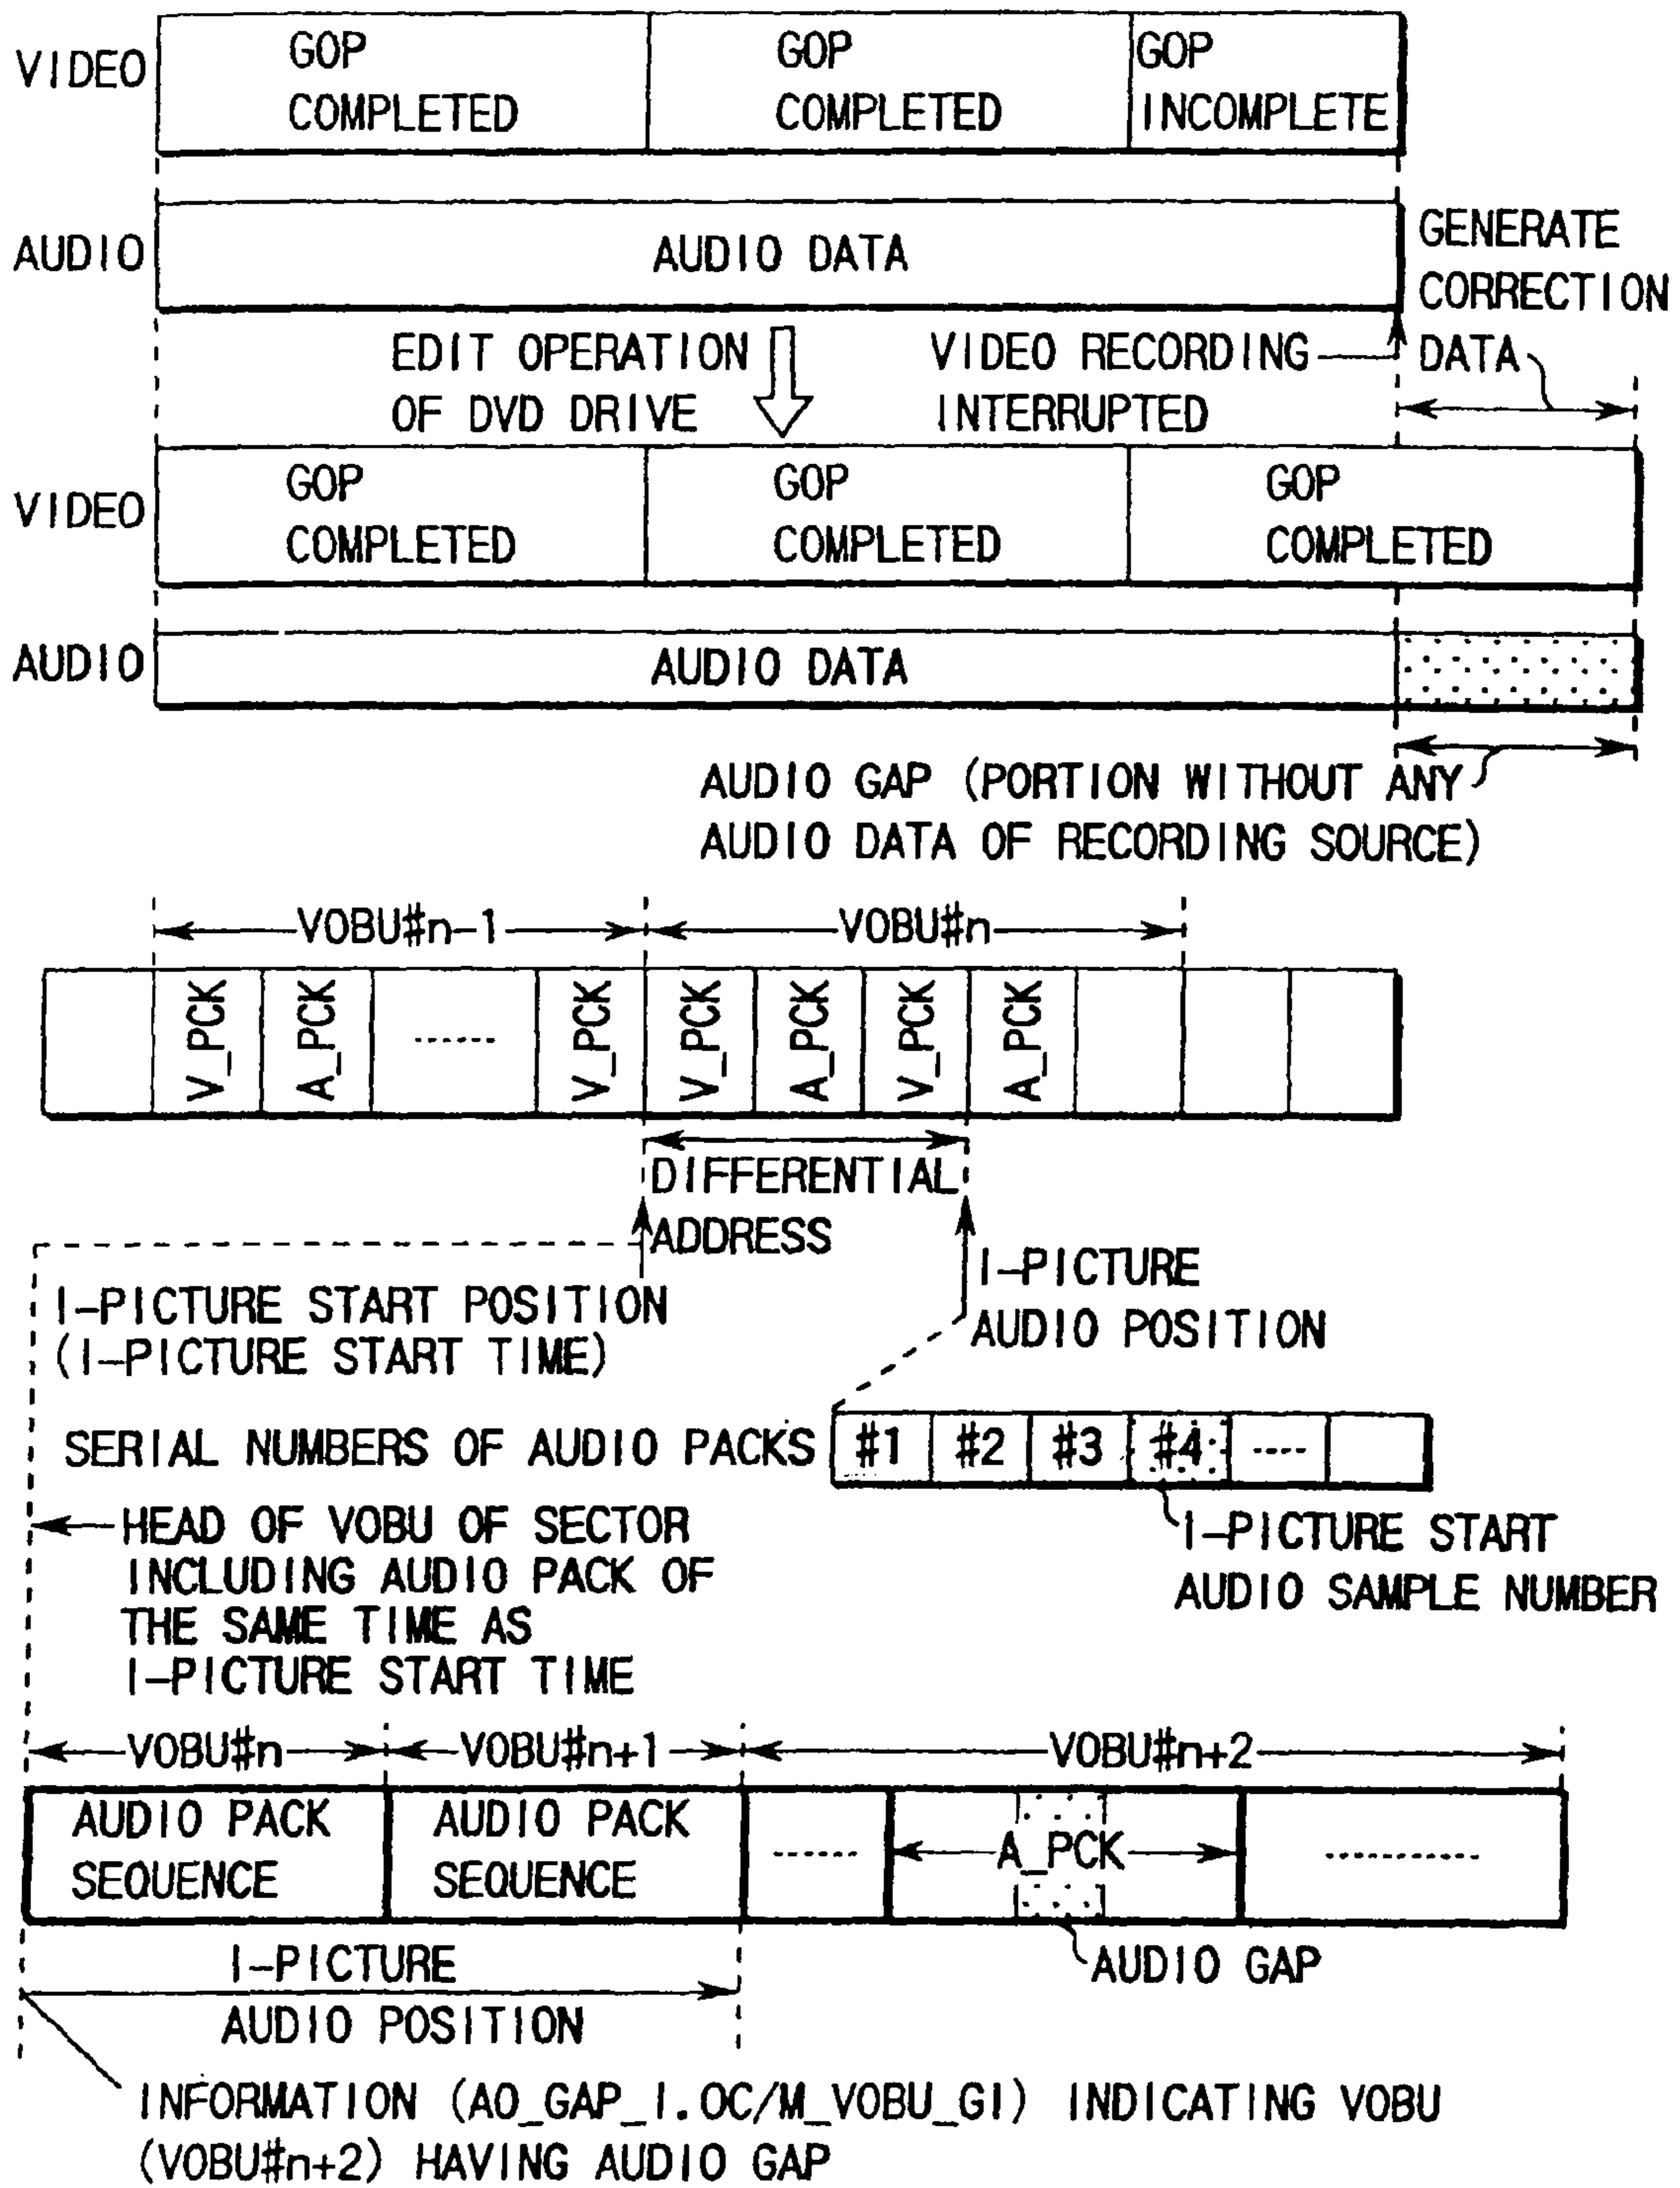 VIDEO
GOP
COMPLETED
GOP
COMPLETED
GOP
INCOMPLETE
AUDIO
AUDIO DATA
GENERATE
CORRECTION
DATA
EDIT OPERATION
OF DVD DRIVE
VIDEO RECORDING
INTERRUPTED
VIDEO
GOP
COMPLETED
GOP
COMPLETED
GOP
COMPLETED
AUDIO
AUDIO DATA
AUDIO GAP (PORTION WITHOUT ANY
AUDIO DATA OF RECORDING SOURCE)
VOBU#n-1
VOBU#n
V_PCK
A_PCK
V_PCK
V_PCK
A_PCK
V_PCK
A_PCK
DIFFERENTIAL
ADDRESS
I-PICTURE START POSITION
(I-PICTURE START TIME)
I-PICTURE
AUDIO POSITION
SERIAL NUMBERS OF AUDIO PACKS
#1
#2
#3
#4
I-PICTURE START
AUDIO SAMPLE NUMBER
HEAD OF VOBU OF SECTOR
INCLUDING AUDIO PACK OF
THE SAME TIME AS
I-PICTURE START TIME
VOBU#n
VOBU#n+1
VOBU#n+2
AUDIO PACK
SEQUENCE
AUDIO PACK
SEQUENCE
A_PCK
AUDIO GAP
I-PICTURE
AUDIO POSITION
INFORMATION (A0_GAP_I.OC/M_VOBU_GI) INDICATING VOBU
(VOBU#n+2) HAVING AUDIO GAP